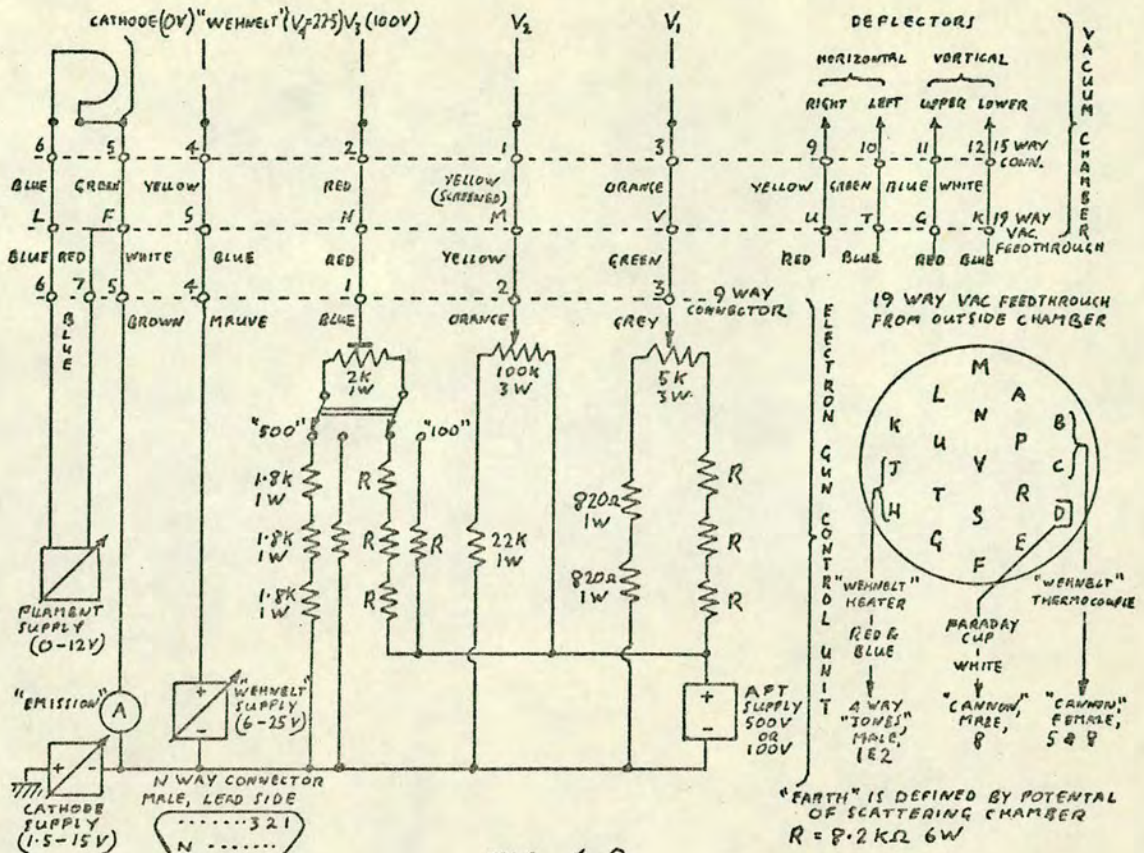 CATHODE (0V) "WEHNELT" (V4=22.5) V3 (100V) V2 V1
DEFLECTORS
HORIZONTAL VORTICAL
RIGHT LEFT UPPER LOWER
VACUUM CHAMBER
6 5 4 2 1 3 9 10 11 12 15 WAY CONN.
BLUE GREEN YELLOW RED YELLOW (SCREENED) ORANGE YELLOW GREEN BLUE WHITE
L F S N M V U T G K 19 WAY VAC. FEEDTHROUGH
BLUE RED WHITE BLUE RED YELLOW GREEN RED BLUE RED BLUE
6 7 5 4 1 2 3 9 WAY CONNECTOR
BLUE BROWN MAUVE BLUE ORANGE GREY
2K 1W
100K 3W
5K 3W
"500" "100"
1.8K 1W
1.8K 1W
1.8K 1W
R
R
R
R
22K 1W
820Ω 1W
820Ω 1W
R
R
R
ELECTRON GUN CONTROL UNIT
19 WAY VAC FEEDTHROUGH
FROM OUTSIDE CHAMBER
M
L A
N
K B
U P
J V C
T R D
H S
G E
F
"WEHNELT" HEATER
RED & BLUE
4 WAY "JONES", MALE, 1&2
FARADAY CUP
WHITE
"CANNON", MALE, 8
"WEHNELT" THERMOCOUPLE
"CANNON", FEMALE, 5 & 8
FILAMENT SUPPLY (0-12V)
"EMISSION" A
+ -
"WEHNELT" SUPPLY (6-25V)
+ -
APT SUPPLY 500V OR 100V
+ -
CATHODE SUPPLY (1.5-15V)
N WAY CONNECTOR
MALE, LEAD SIDE
.......321
N .......
"EARTH" IS DEFINED BY POTENTAL
OF SCATTERING CHAMBER
R = 8.2 KΩ 6W